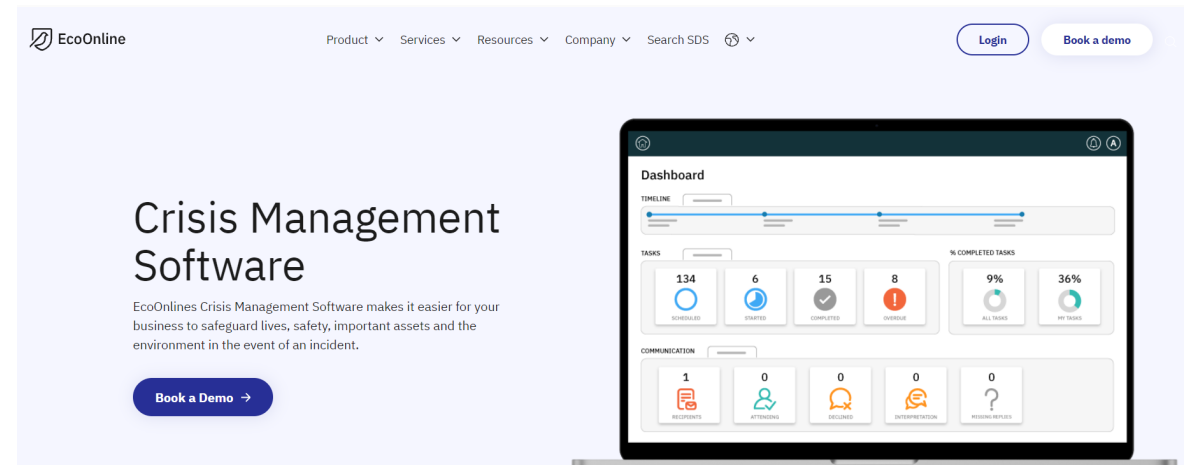 EcoOnline
Product Services Resources Company Search SDS
Login
Book a demo
Crisis Management
Software
EcoOnlines Crisis Management Software makes it easier for your
business to safeguard lives, safety, important assets and the
environment in the event of an incident.
Book a Demo →
A
Dashboard
TIMELINE
TASKS
134 6 15 8
SCHEDULED STARTED COMPLETED OVERDUE
% COMPLETED TASKS
9% 36%
ALL TASKS MY TASKS
COMMUNICATION
1 0 0 0 0
RECIPIENTS ATTENDING DECLINED INTERPRETATION MISSING REPLIES